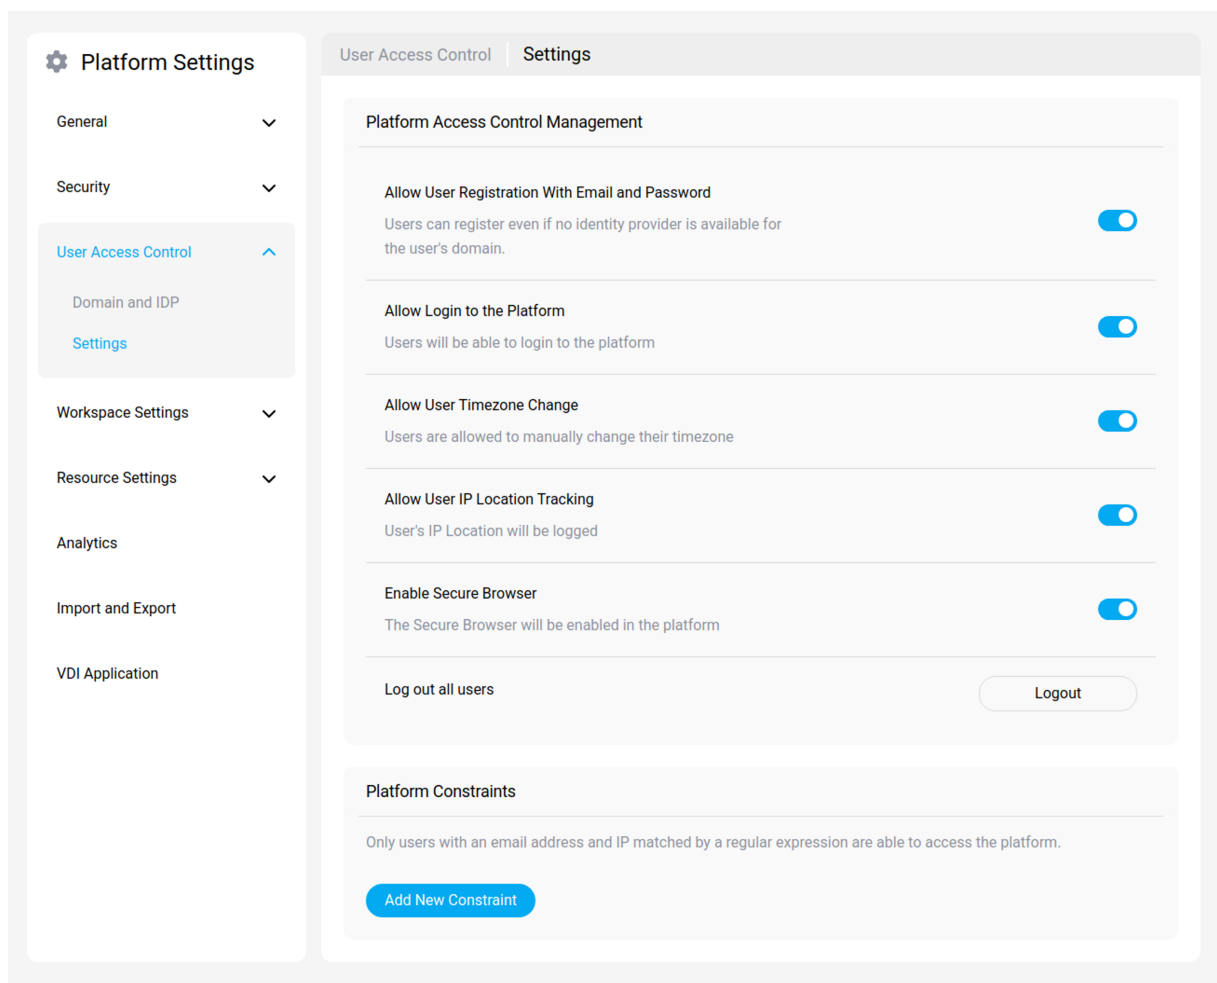 Platform Settings
General
Security
User Access Control
Domain and IDP
Settings
Workspace Settings
Resource Settings
Analytics
Import and Export
VDI Application
User Access Control
Settings
Platform Access Control Management
Allow User Registration With Email and Password
Users can register even if no identity provider is available for
the user's domain.
Allow Login to the Platform
Users will be able to login to the platform
Allow User Timezone Change
Users are allowed to manually change their timezone
Allow User IP Location Tracking
User's IP Location will be logged
Enable Secure Browser
The Secure Browser will be enabled in the platform
Log out all users
Logout
Platform Constraints
Only users with an email address and IP matched by a regular expression are able to access the platform.
Add New Constraint